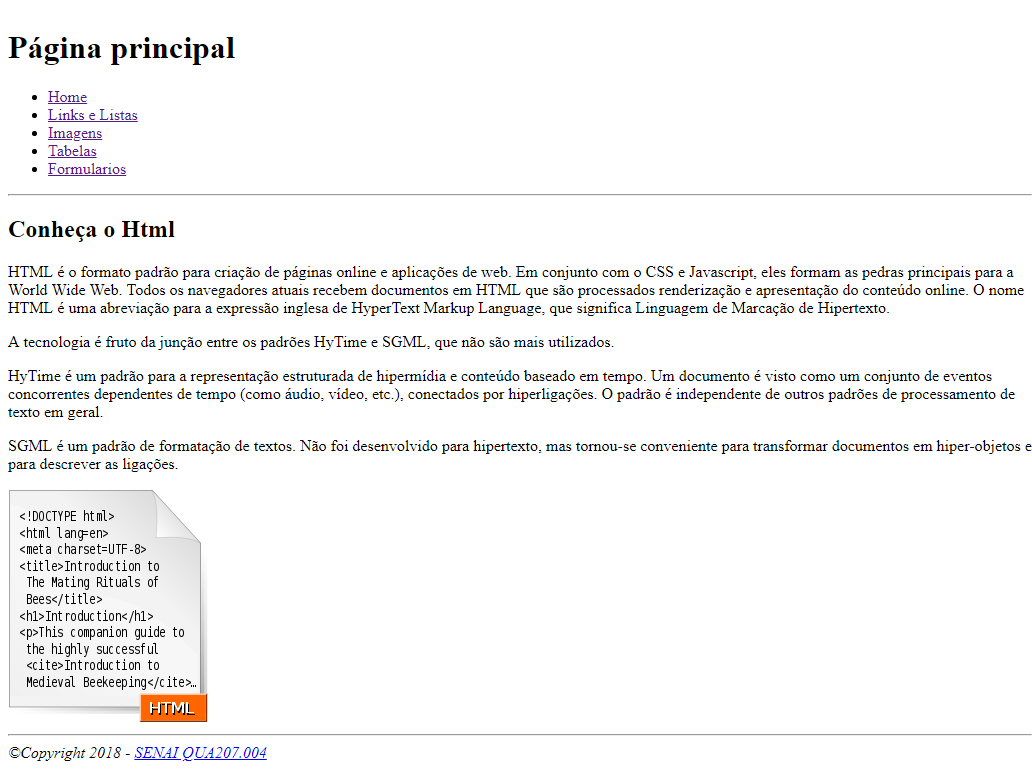 Página principal
Home
Links e Listas
Imagens
Tabelas
Formularios
Conheça o Html
HTML é o formato padrão para criação de páginas online e aplicações de web. Em conjunto com o CSS e Javascript, eles formam as pedras principais para a
World Wide Web. Todos os navegadores atuais recebem documentos em HTML que são processados renderização e apresentação do conteúdo online. O nome
HTML é uma abreviação para a expressão inglesa de HyperText Markup Language, que significa Linguagem de Marcação de Hipertexto.
A tecnologia é fruto da junção entre os padrões HyTime e SGML, que não são mais utilizados.
HyTime é um padrão para a representação estruturada de hipermídia e conteúdo baseado em tempo. Um documento é visto como um conjunto de eventos
concorrentes dependentes de tempo (como áudio, vídeo, etc.), conectados por hiperligações. O padrão é independente de outros padrões de processamento de
texto em geral.
SGML é um padrão de formatação de textos. Não foi desenvolvido para hipertexto, mas tornou-se conveniente para transformar documentos em hiper-objetos e
para descrever as ligações.
<!DOCTYPE html>
<html lang=en>
<meta charset=UTF-8>
<title>Introduction to
The Mating Rituals of
Bees</title>
<h1>Introduction</h1>
<p>This companion guide to
the highly successful
<cite>Introduction to
Medieval Beekeeping</cite>…
HTML
©Copyright 2018 - SENAI QUA207.004